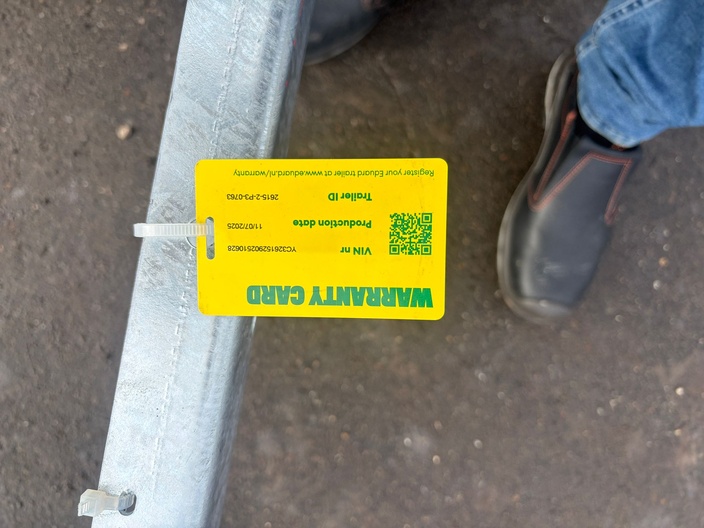 WARRANTY CARD
VIN nr YC326152902510628
Production date 11/07/2025
Trailer ID 2615-2-P3-0763
Register your Eduard trailer at www.eduard.nl/warranty